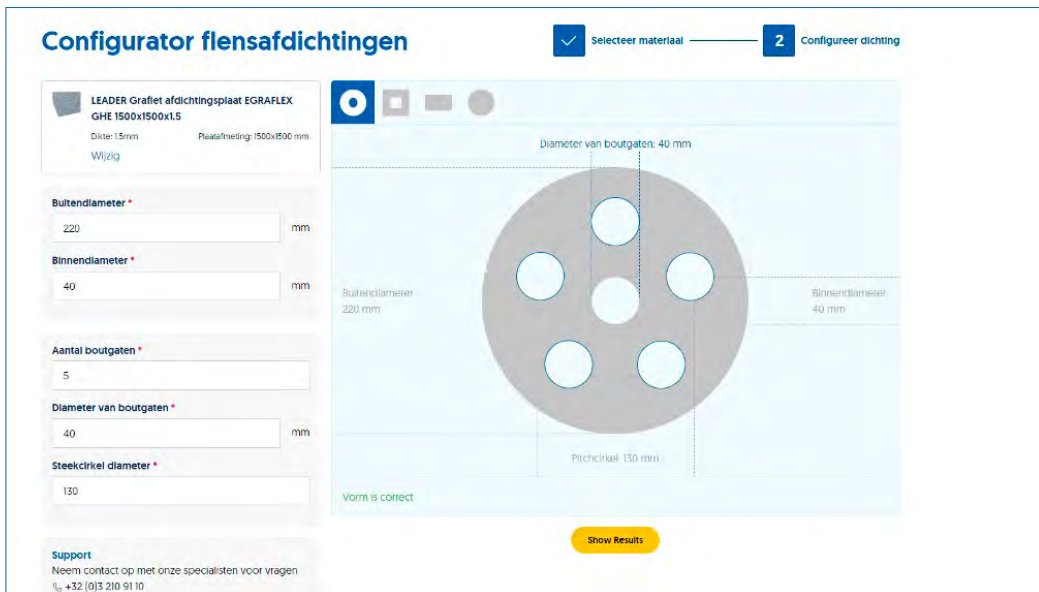 Configurator flensafdichtingen
Selecteer materiaal
2 Configureer dichting
LEADER Grafiet afdichtingsplaat EGRAFLEX
GHE 1500x1500x1.5
Dikte: 1.5mm Plaatafmeting: 1500x1500 mm
Wijzig
Buitendiameter *
220 mm
Binnendiameter *
40 mm
Aantal boutgaten *
5
Diameter van boutgaten *
40 mm
Steekcirkel diameter *
130
Support
Neem contact op met onze specialisten voor vragen
+32 (0)3 210 91 10
Diameter van boutgaten: 40 mm
Buitendiameter
220 mm
Binnendiameter
40 mm
Pitchcirkel: 130 mm
Vorm is correct
Show Results